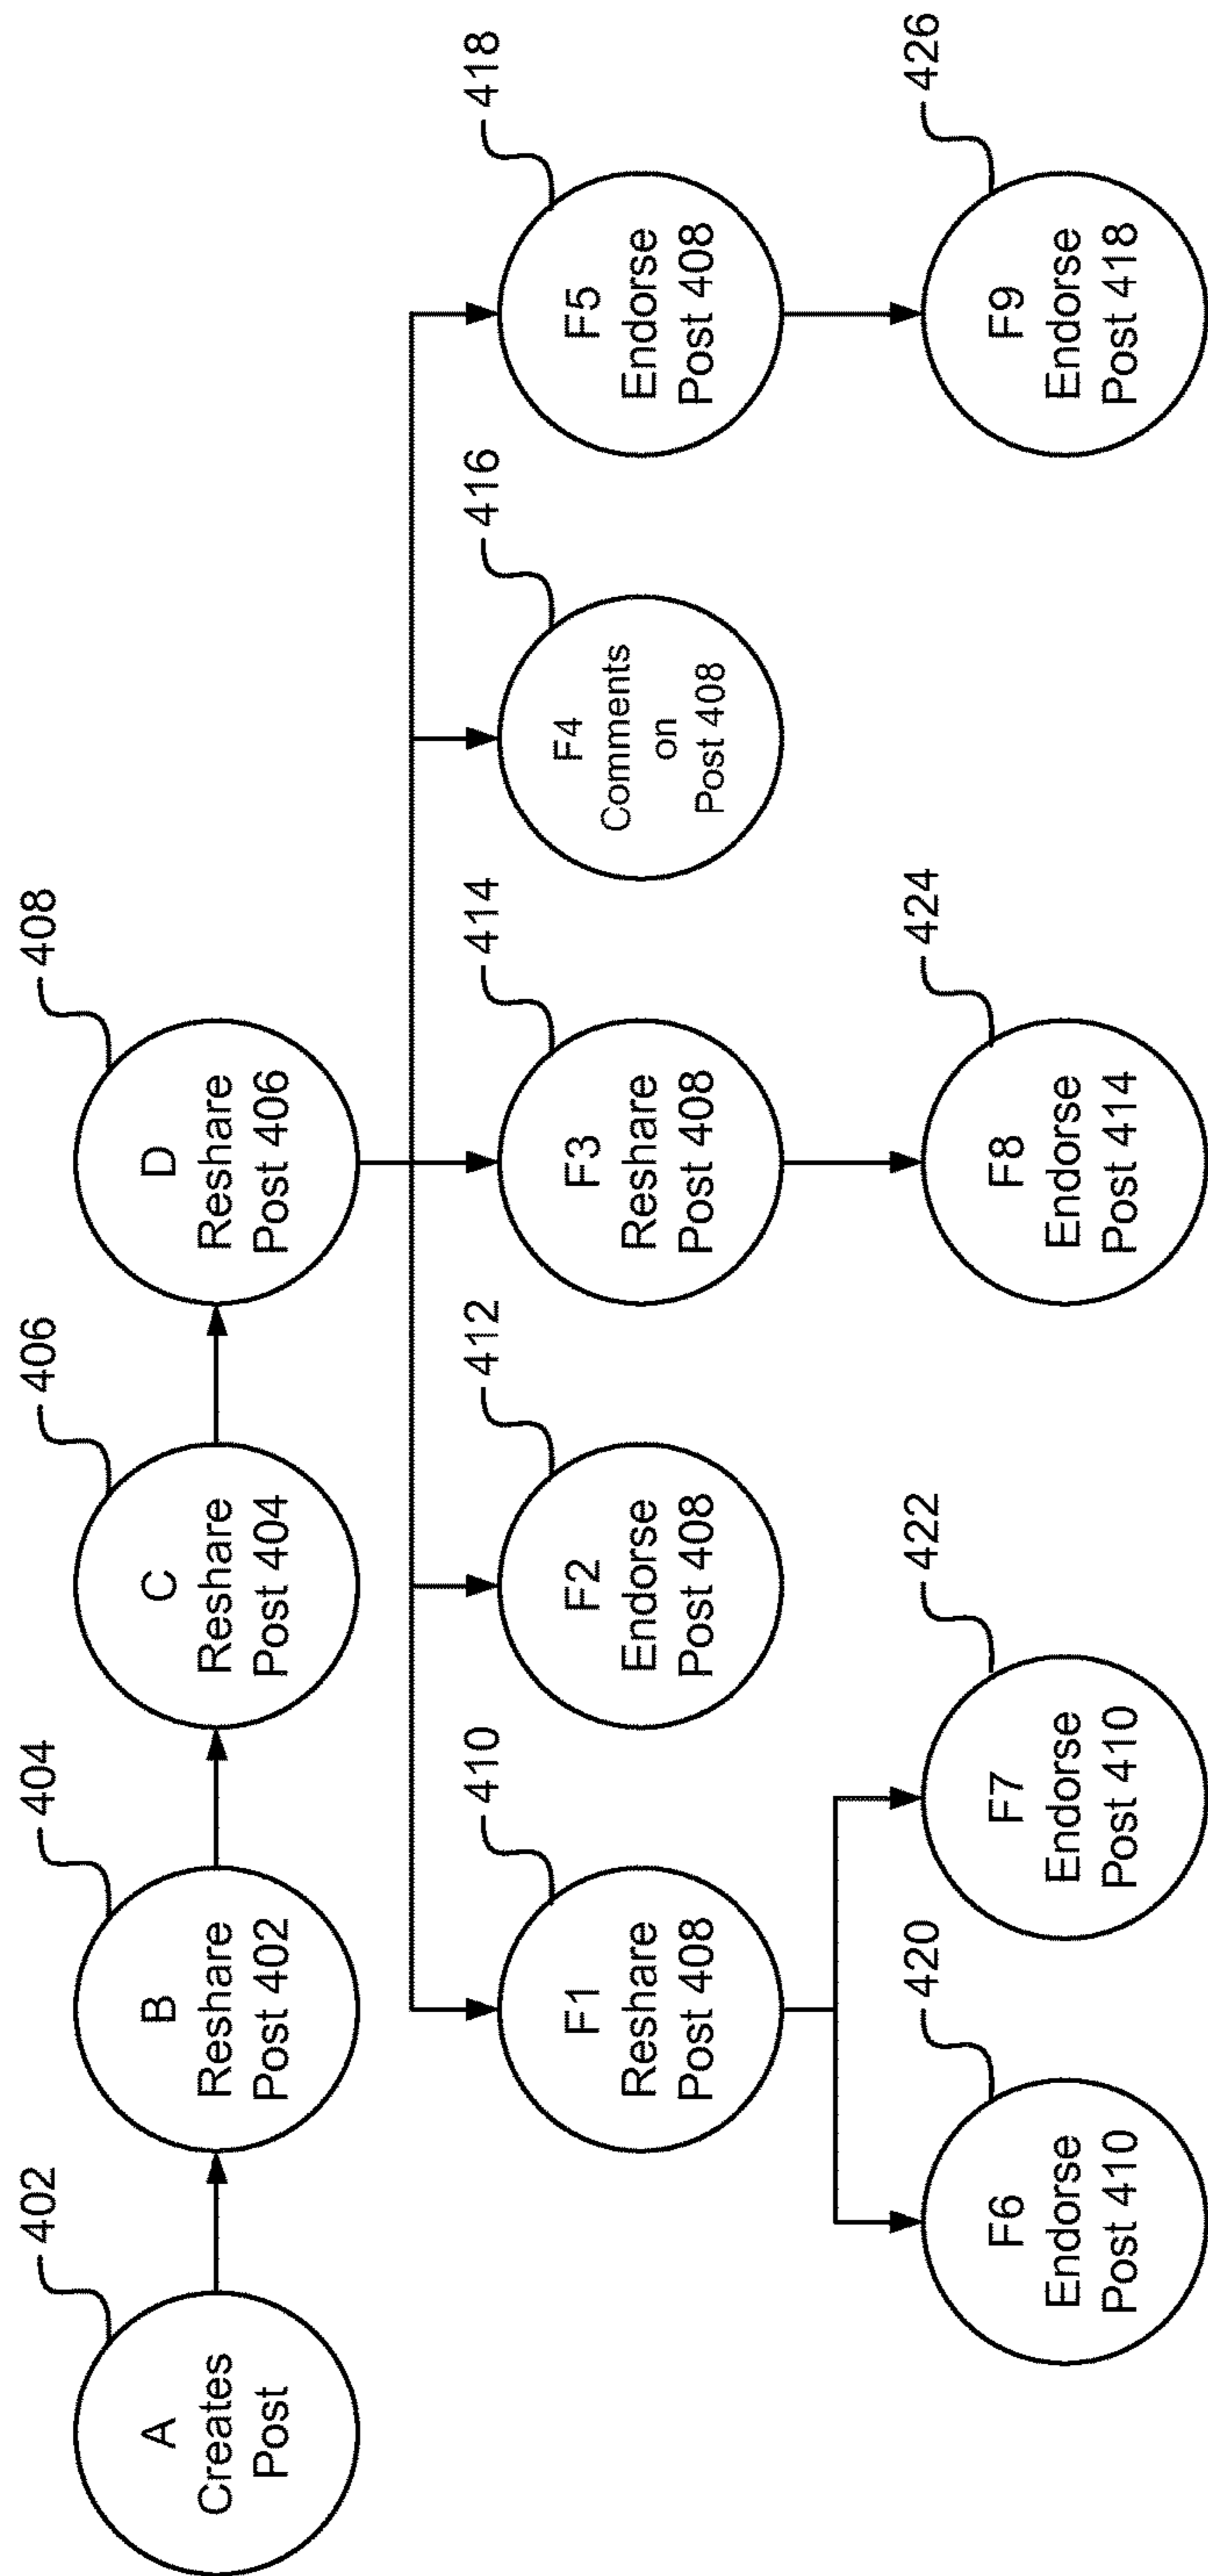 402
A
Creates
Post
404
B
Reshare
Post 402
406
C
Reshare
Post 404
408
D
Reshare
Post 406
410
F1
Reshare
Post 408
412
F2
Endorse
Post 408
414
F3
Reshare
Post 408
416
F4
Comments
on
Post 408
418
F5
Endorse
Post 408
420
F6
Endorse
Post 410
422
F7
Endorse
Post 410
424
F8
Endorse
Post 414
426
F9
Endorse
Post 418